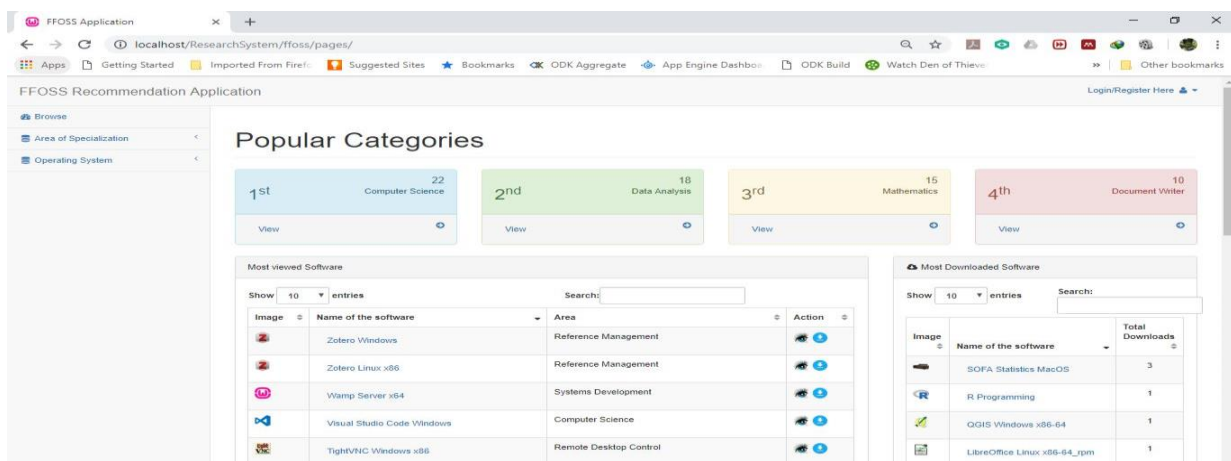 FFOSS Application
localhost/ResearchSystem/ffoss/pages/
Apps Getting Started Imported From Firefo Suggested Sites Bookmarks ODK Aggregate App Engine Dashboa ODK Build Watch Den of Thieve » Other bookmarks
FFOSS Recommendation Application Login/Register Here
Browse
Area of Specialization
Operating System
Popular Categories
1st 22 Computer Science
2nd 18 Data Analysis
3rd 15 Mathematics
4th 10 Document Writer
View View View View
Most viewed Software
Show 10 entries Search:
Image Name of the software Area Action
Zotero Windows Reference Management
Zotero Linux x86 Reference Management
Wamp Server x64 Systems Development
Visual Studio Code Windows Computer Science
TightVNC Windows x86 Remote Desktop Control
Most Downloaded Software
Show 10 entries Search:
Image Name of the software Total Downloads
SOFA Statistics MacOS 3
R Programming 1
QGIS Windows x86-64 1
LibreOffice Linux x86-64_rpm 1